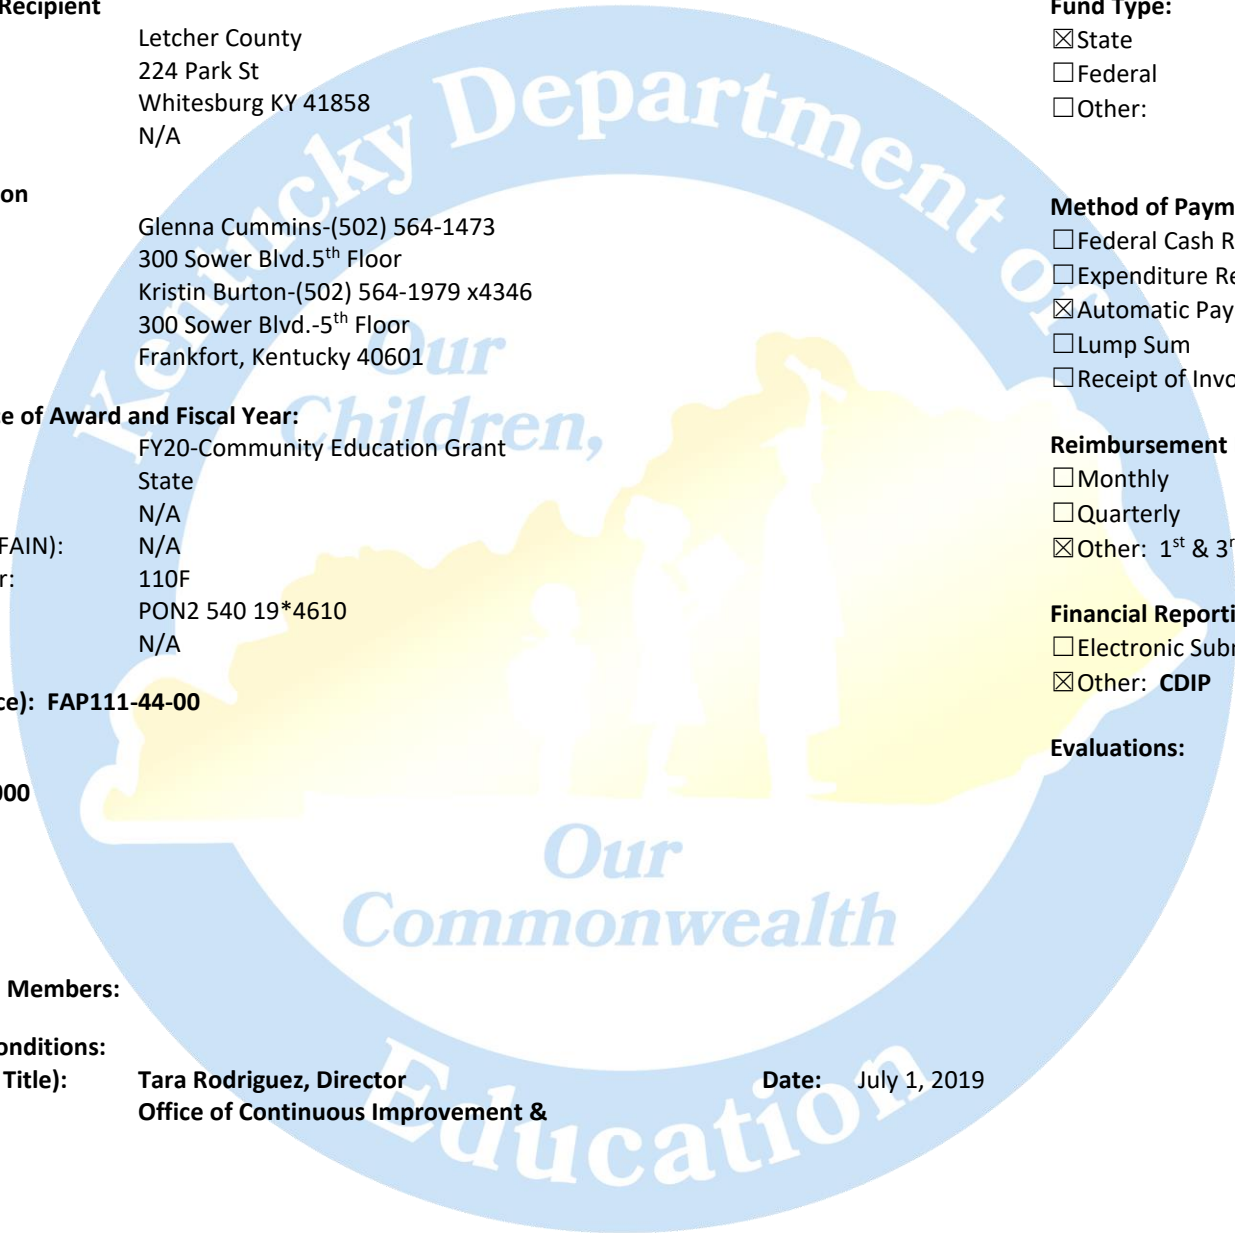 Recipient
Letcher County
224 Park St
Whitesburg KY 41858
N/A
on
Glenna Cummins-(502) 564-1473
300 Sower Blvd.5th Floor
Kristin Burton-(502) 564-1979 x4346
300 Sower Blvd.-5th Floor
Frankfort, Kentucky 40601
ce of Award and Fiscal Year:
FY20-Community Education Grant
State
N/A
FAIN): N/A
r: 110F
PON2 540 19*4610
N/A
ce): FAP111-44-00
000
Members:
onditions:
Title): Tara Rodriguez, Director Date: July 1, 2019
Office of Continuous Improvement &
Fund Type:
☒State
☐Federal
☐Other:
Method of Paym
☐Federal Cash R
☐Expenditure Re
☒Automatic Pay
☐Lump Sum
☐Receipt of Invo
Reimbursement
☐Monthly
☐Quarterly
☒Other: 1st & 3r
Financial Reporti
☐Electronic Subr
☒Other: CDIP
Evaluations:
Kentucky Department of
Education
Our
Children,
Our
Commonwealth